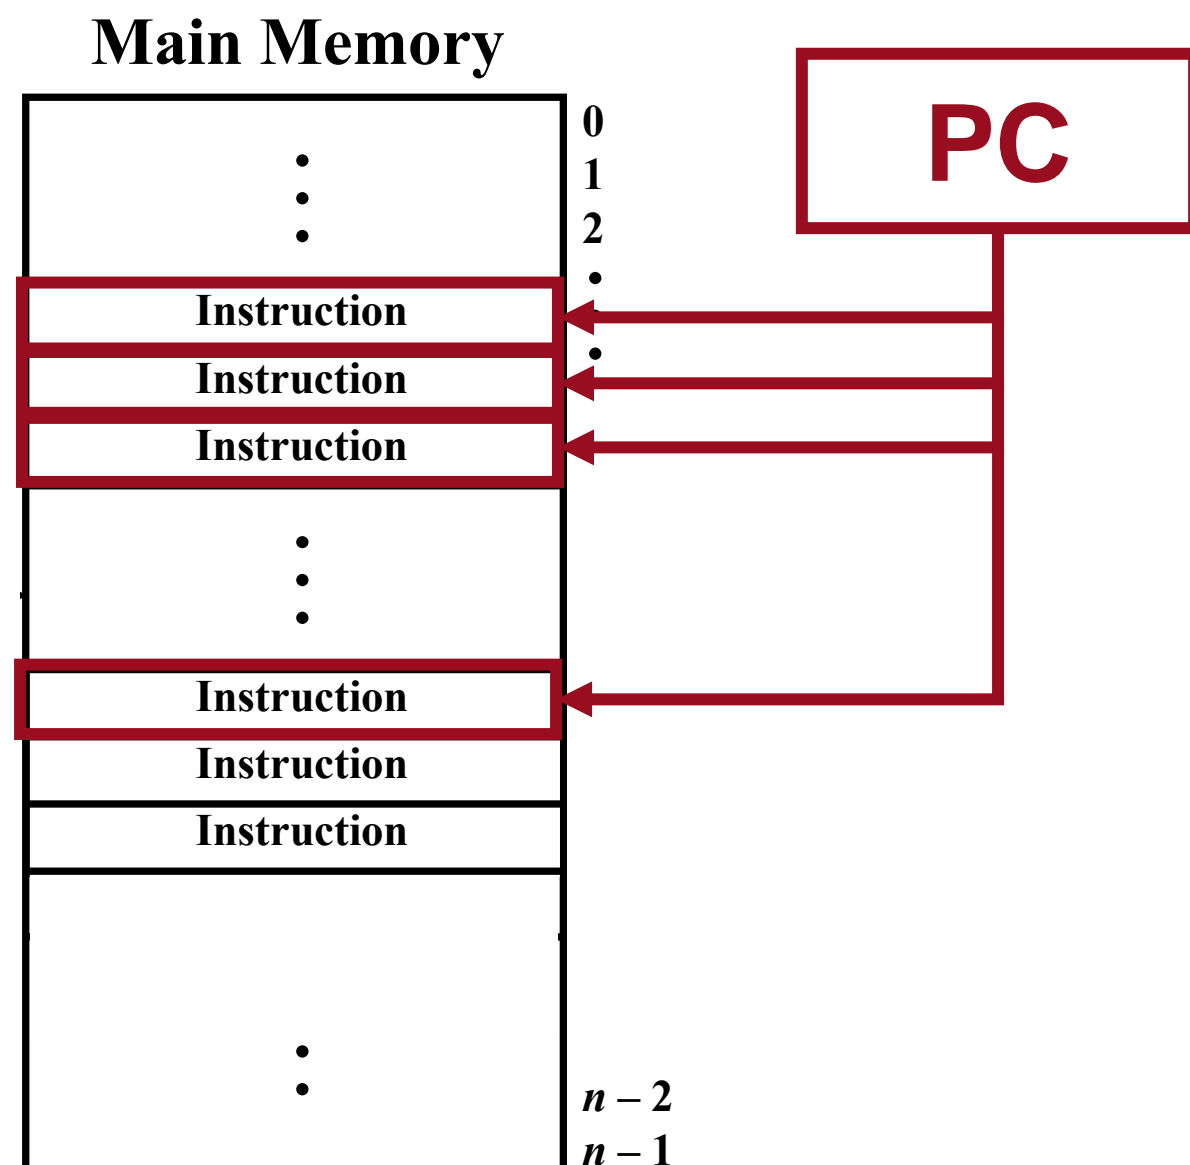 Main Memory
PC
0
1
2
Instruction
Instruction
Instruction
Instruction
Instruction
Instruction
n – 2
n – 1